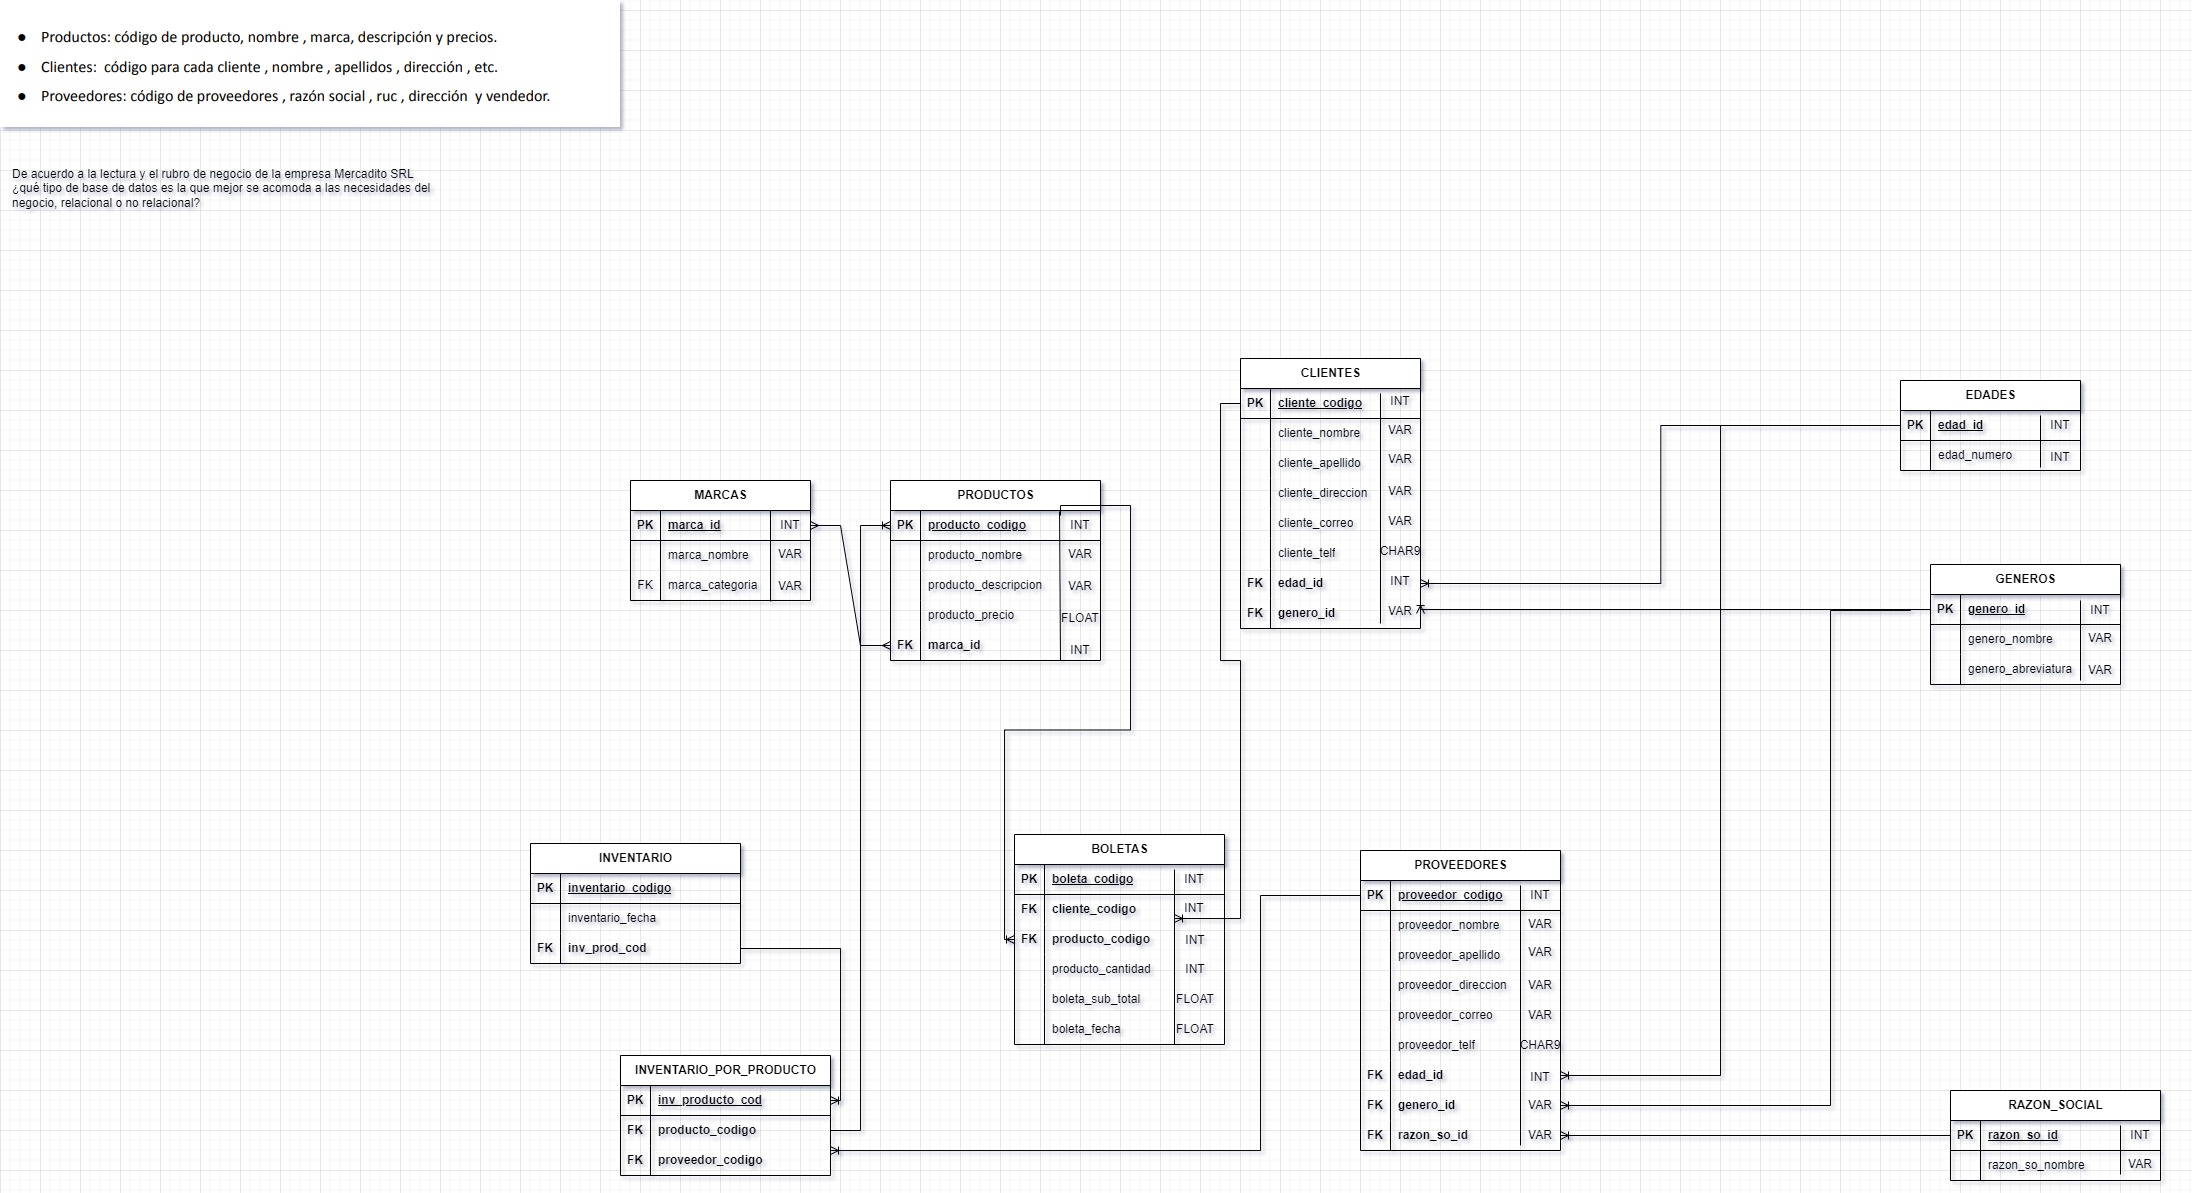 ● Productos: código de producto, nombre , marca, descripción y precios.
● Clientes:  código para cada cliente , nombre , apellidos , dirección , etc.
● Proveedores: código de proveedores , razón social , ruc , dirección  y vendedor.
De acuerdo a la lectura y el rubro de negocio de la empresa Mercadito SRL
¿qué tipo de base de datos es la que mejor se acomoda a las necesidades del
negocio, relacional o no relacional?
MARCAS
PK marca_id INT
marca_nombre VAR
FK marca_categoria VAR
PRODUCTOS
PK producto_codigo INT
producto_nombre VAR
producto_descripcion VAR
producto_precio FLOAT
FK marca_id INT
CLIENTES
PK cliente_codigo INT
cliente_nombre VAR
cliente_apellido VAR
cliente_direccion VAR
cliente_correo VAR
cliente_telf CHAR9
FK edad_id INT
FK genero_id VAR
EDADES
PK edad_id INT
edad_numero INT
GENEROS
PK genero_id INT
genero_nombre VAR
genero_abreviatura VAR
INVENTARIO
PK inventario_codigo
inventario_fecha
FK inv_prod_cod
BOLETAS
PK boleta_codigo INT
FK cliente_codigo INT
FK producto_codigo INT
producto_cantidad INT
boleta_sub_total FLOAT
boleta_fecha FLOAT
PROVEEDORES
PK proveedor_codigo INT
proveedor_nombre VAR
proveedor_apellido VAR
proveedor_direccion VAR
proveedor_correo VAR
proveedor_telf CHAR9
FK edad_id INT
FK genero_id VAR
FK razon_so_id VAR
INVENTARIO_POR_PRODUCTO
PK inv_producto_cod
FK producto_codigo
FK proveedor_codigo
RAZON_SOCIAL
PK razon_so_id INT
razon_so_nombre VAR